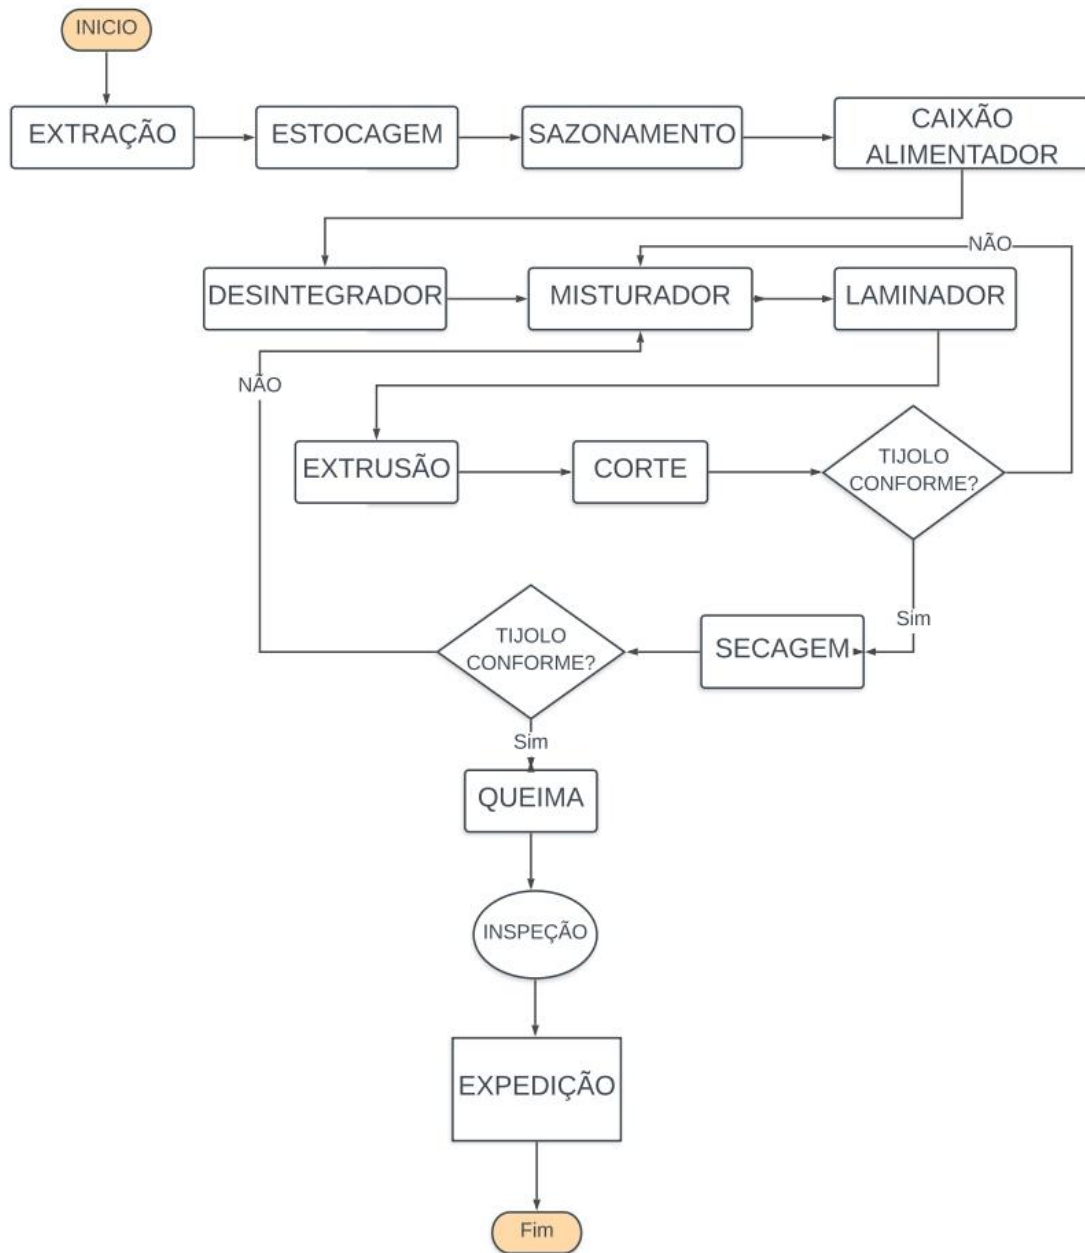 INICIO
EXTRAÇÃO
ESTOCAGEM
SAZONAMENTO
CAIXÃO
ALIMENTADOR
NÃO
DESINTEGRADOR
MISTURADOR
LAMINADOR
NÃO
EXTRUSÃO
CORTE
TIJOLO
CONFORME?
Sim
TIJOLO
CONFORME?
SECAGEM
Sim
QUEIMA
INSPEÇÃO
EXPEDIÇÃO
Fim